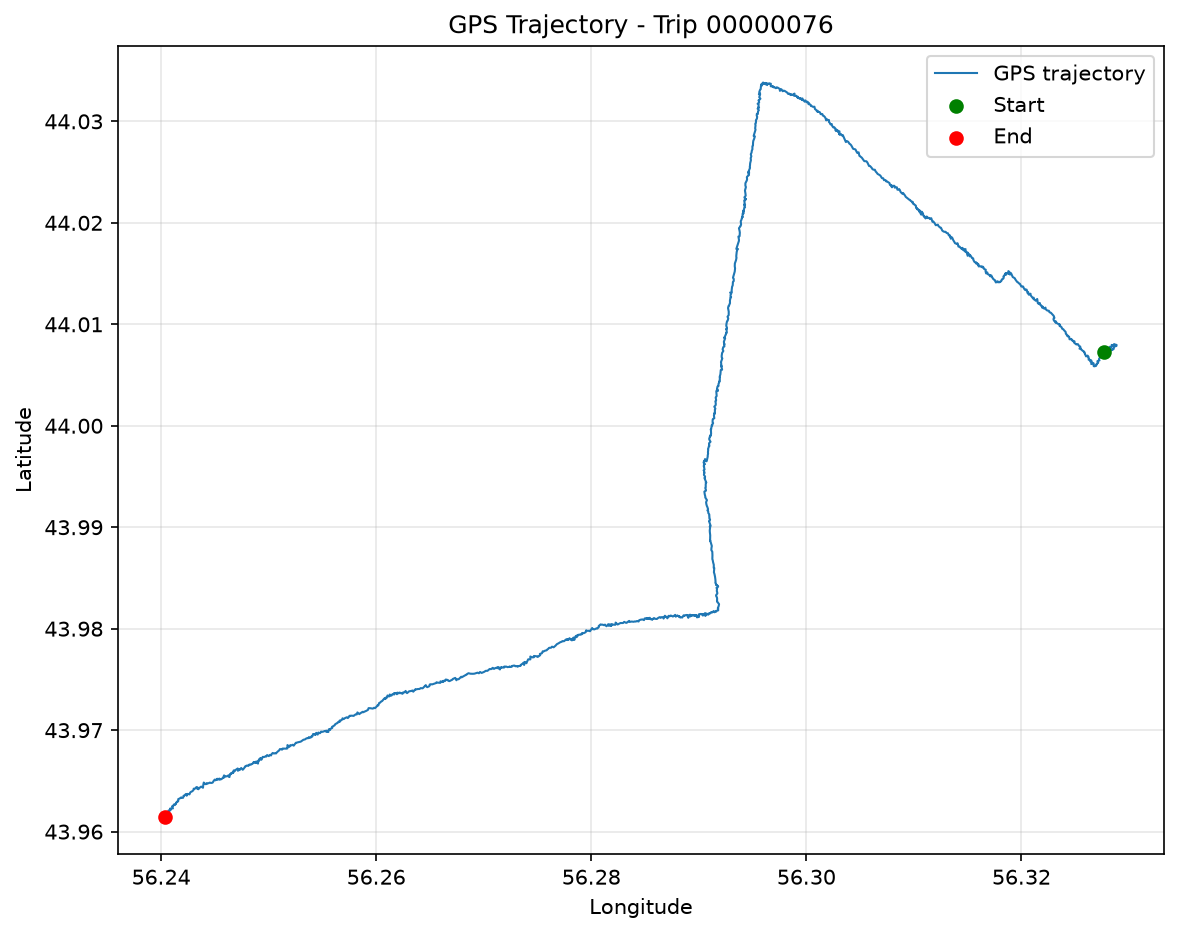 GPS Trajectory - Trip 00000076
GPS trajectory
Start
End
44.03
44.02
44.01
44.00
43.99
43.98
43.97
43.96
Latitude
56.24
56.26
56.28
56.30
56.32
Longitude